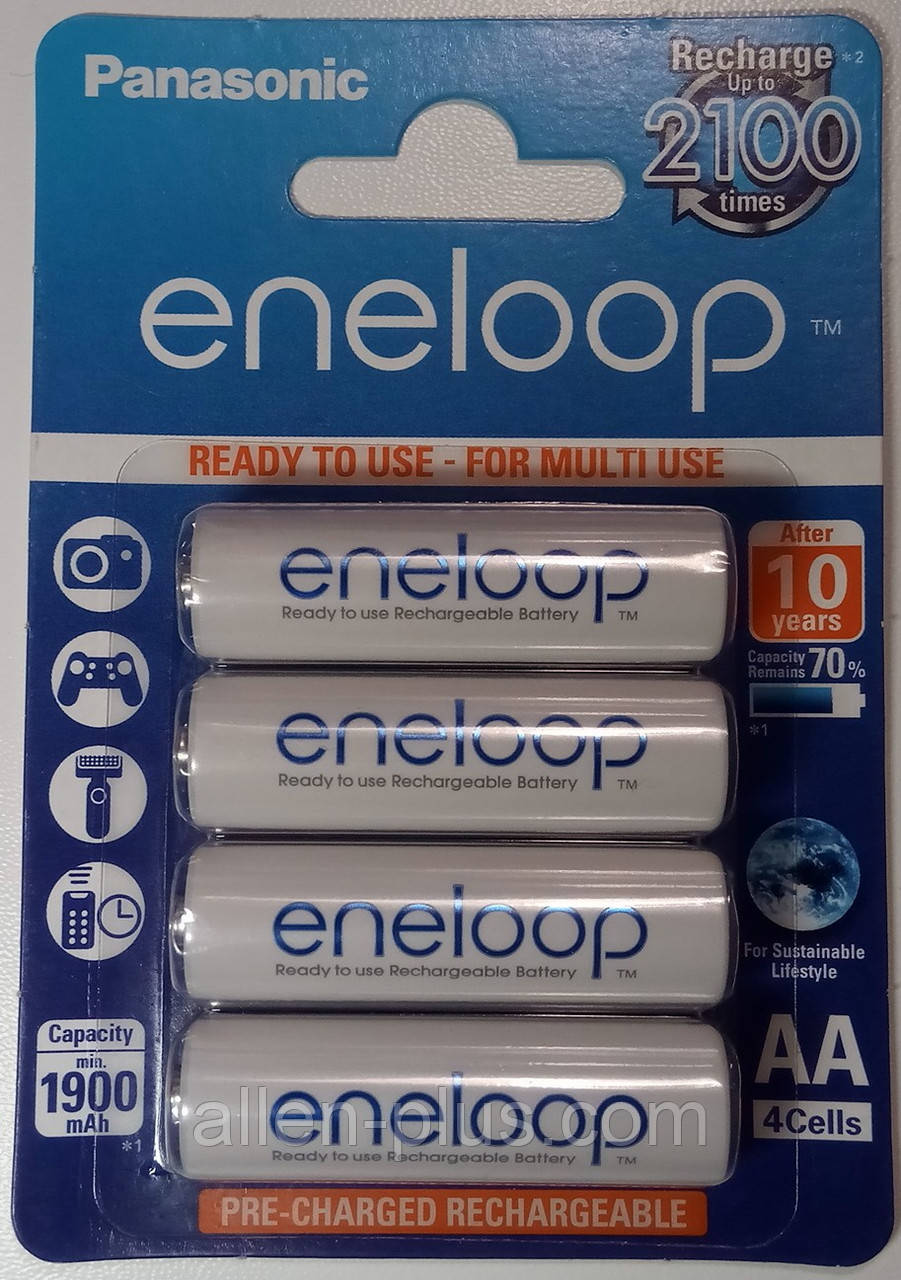 Panasonic
Recharge *2
Up to
2100
times
eneloop ™
READY TO USE - FOR MULTI USE
eneloop
Ready to use Rechargeable Battery ™
After
10
years
Capacity
Remains 70%
*1
eneloop
Ready to use Rechargeable Battery ™
eneloop
Ready to use Rechargeable Battery ™
For Sustainable
Lifestyle
Capacity
min.
1900
mAh
*1
eneloop
allen-plus.com
Ready to use Rechargeable Battery ™
AA
4Cells
PRE-CHARGED RECHARGEABLE